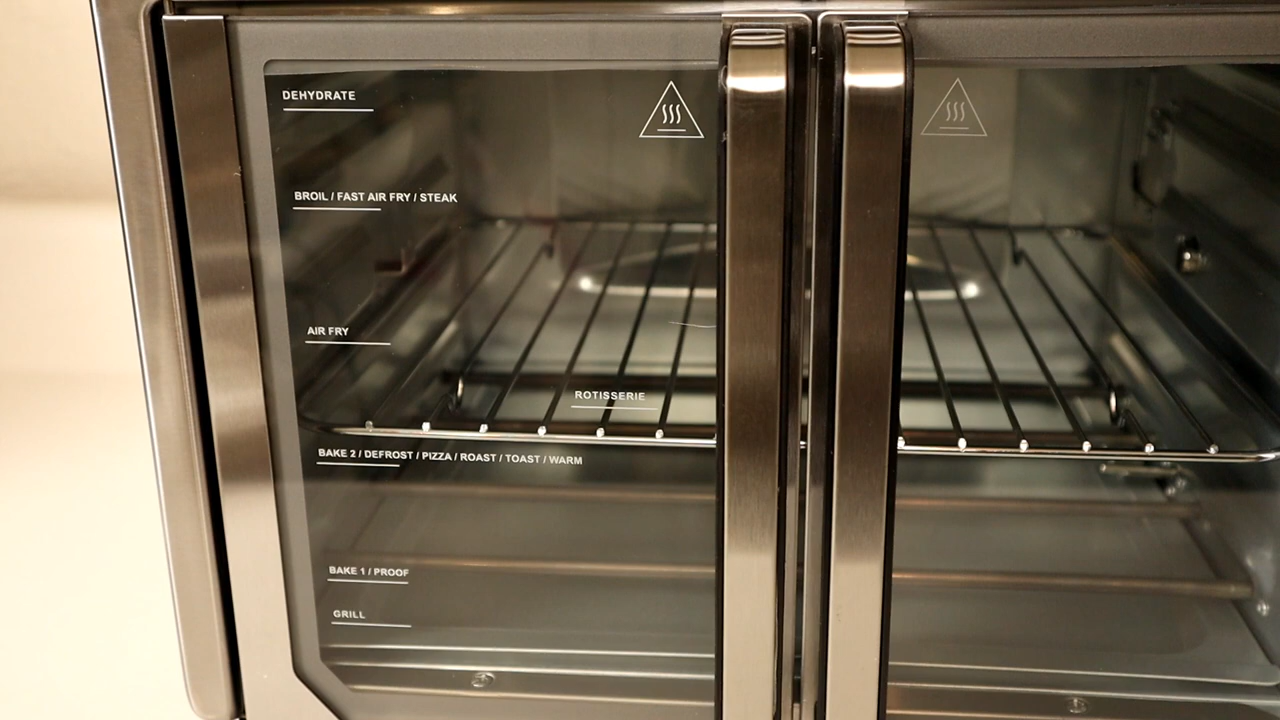 DEHYDRATE
BROIL / FAST AIR FRY / STEAK
AIR FRY
ROTISSERIE
BAKE 2 / DEFROST / PIZZA / ROAST / TOAST / WARM
BAKE 1 / PROOF
GRILL